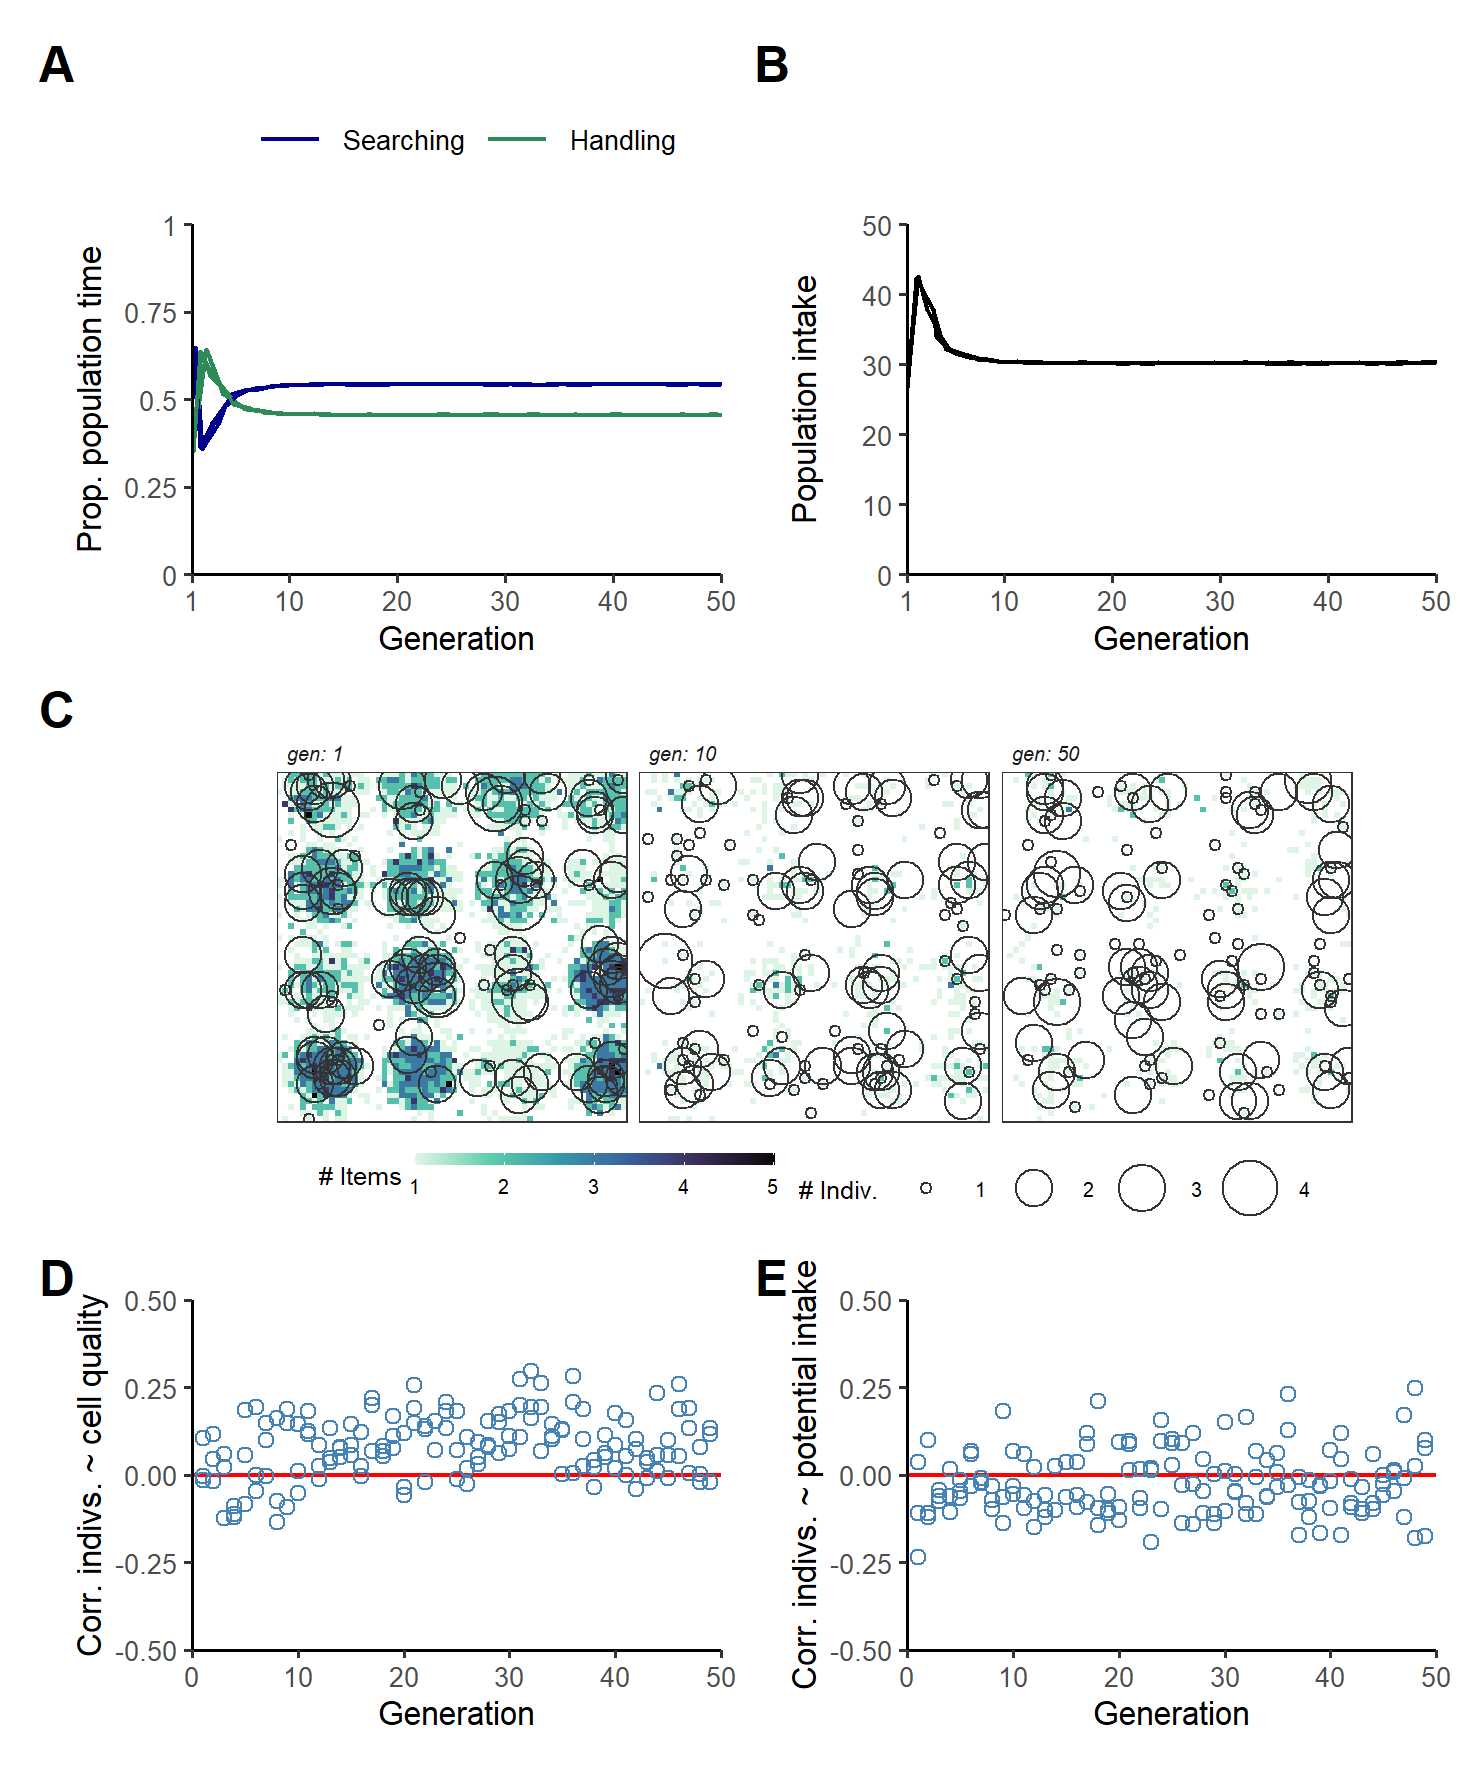 A
B
Searching
Handling
Prop. population time
1
0.75
0.5
0.25
0
1 10 20 30 40 50
Generation
Population intake
50
40
30
20
10
0
1 10 20 30 40 50
Generation
C
gen: 1
gen: 10
gen: 50
# Items
1 2 3 4 5
# Indiv.
1 2 3 4
D
Corr. indivs. ~ cell quality
0.50
0.25
0.00
-0.25
-0.50
0 10 20 30 40 50
Generation
E
Corr. indivs. ~ potential intake
0.50
0.25
0.00
-0.25
-0.50
0 10 20 30 40 50
Generation